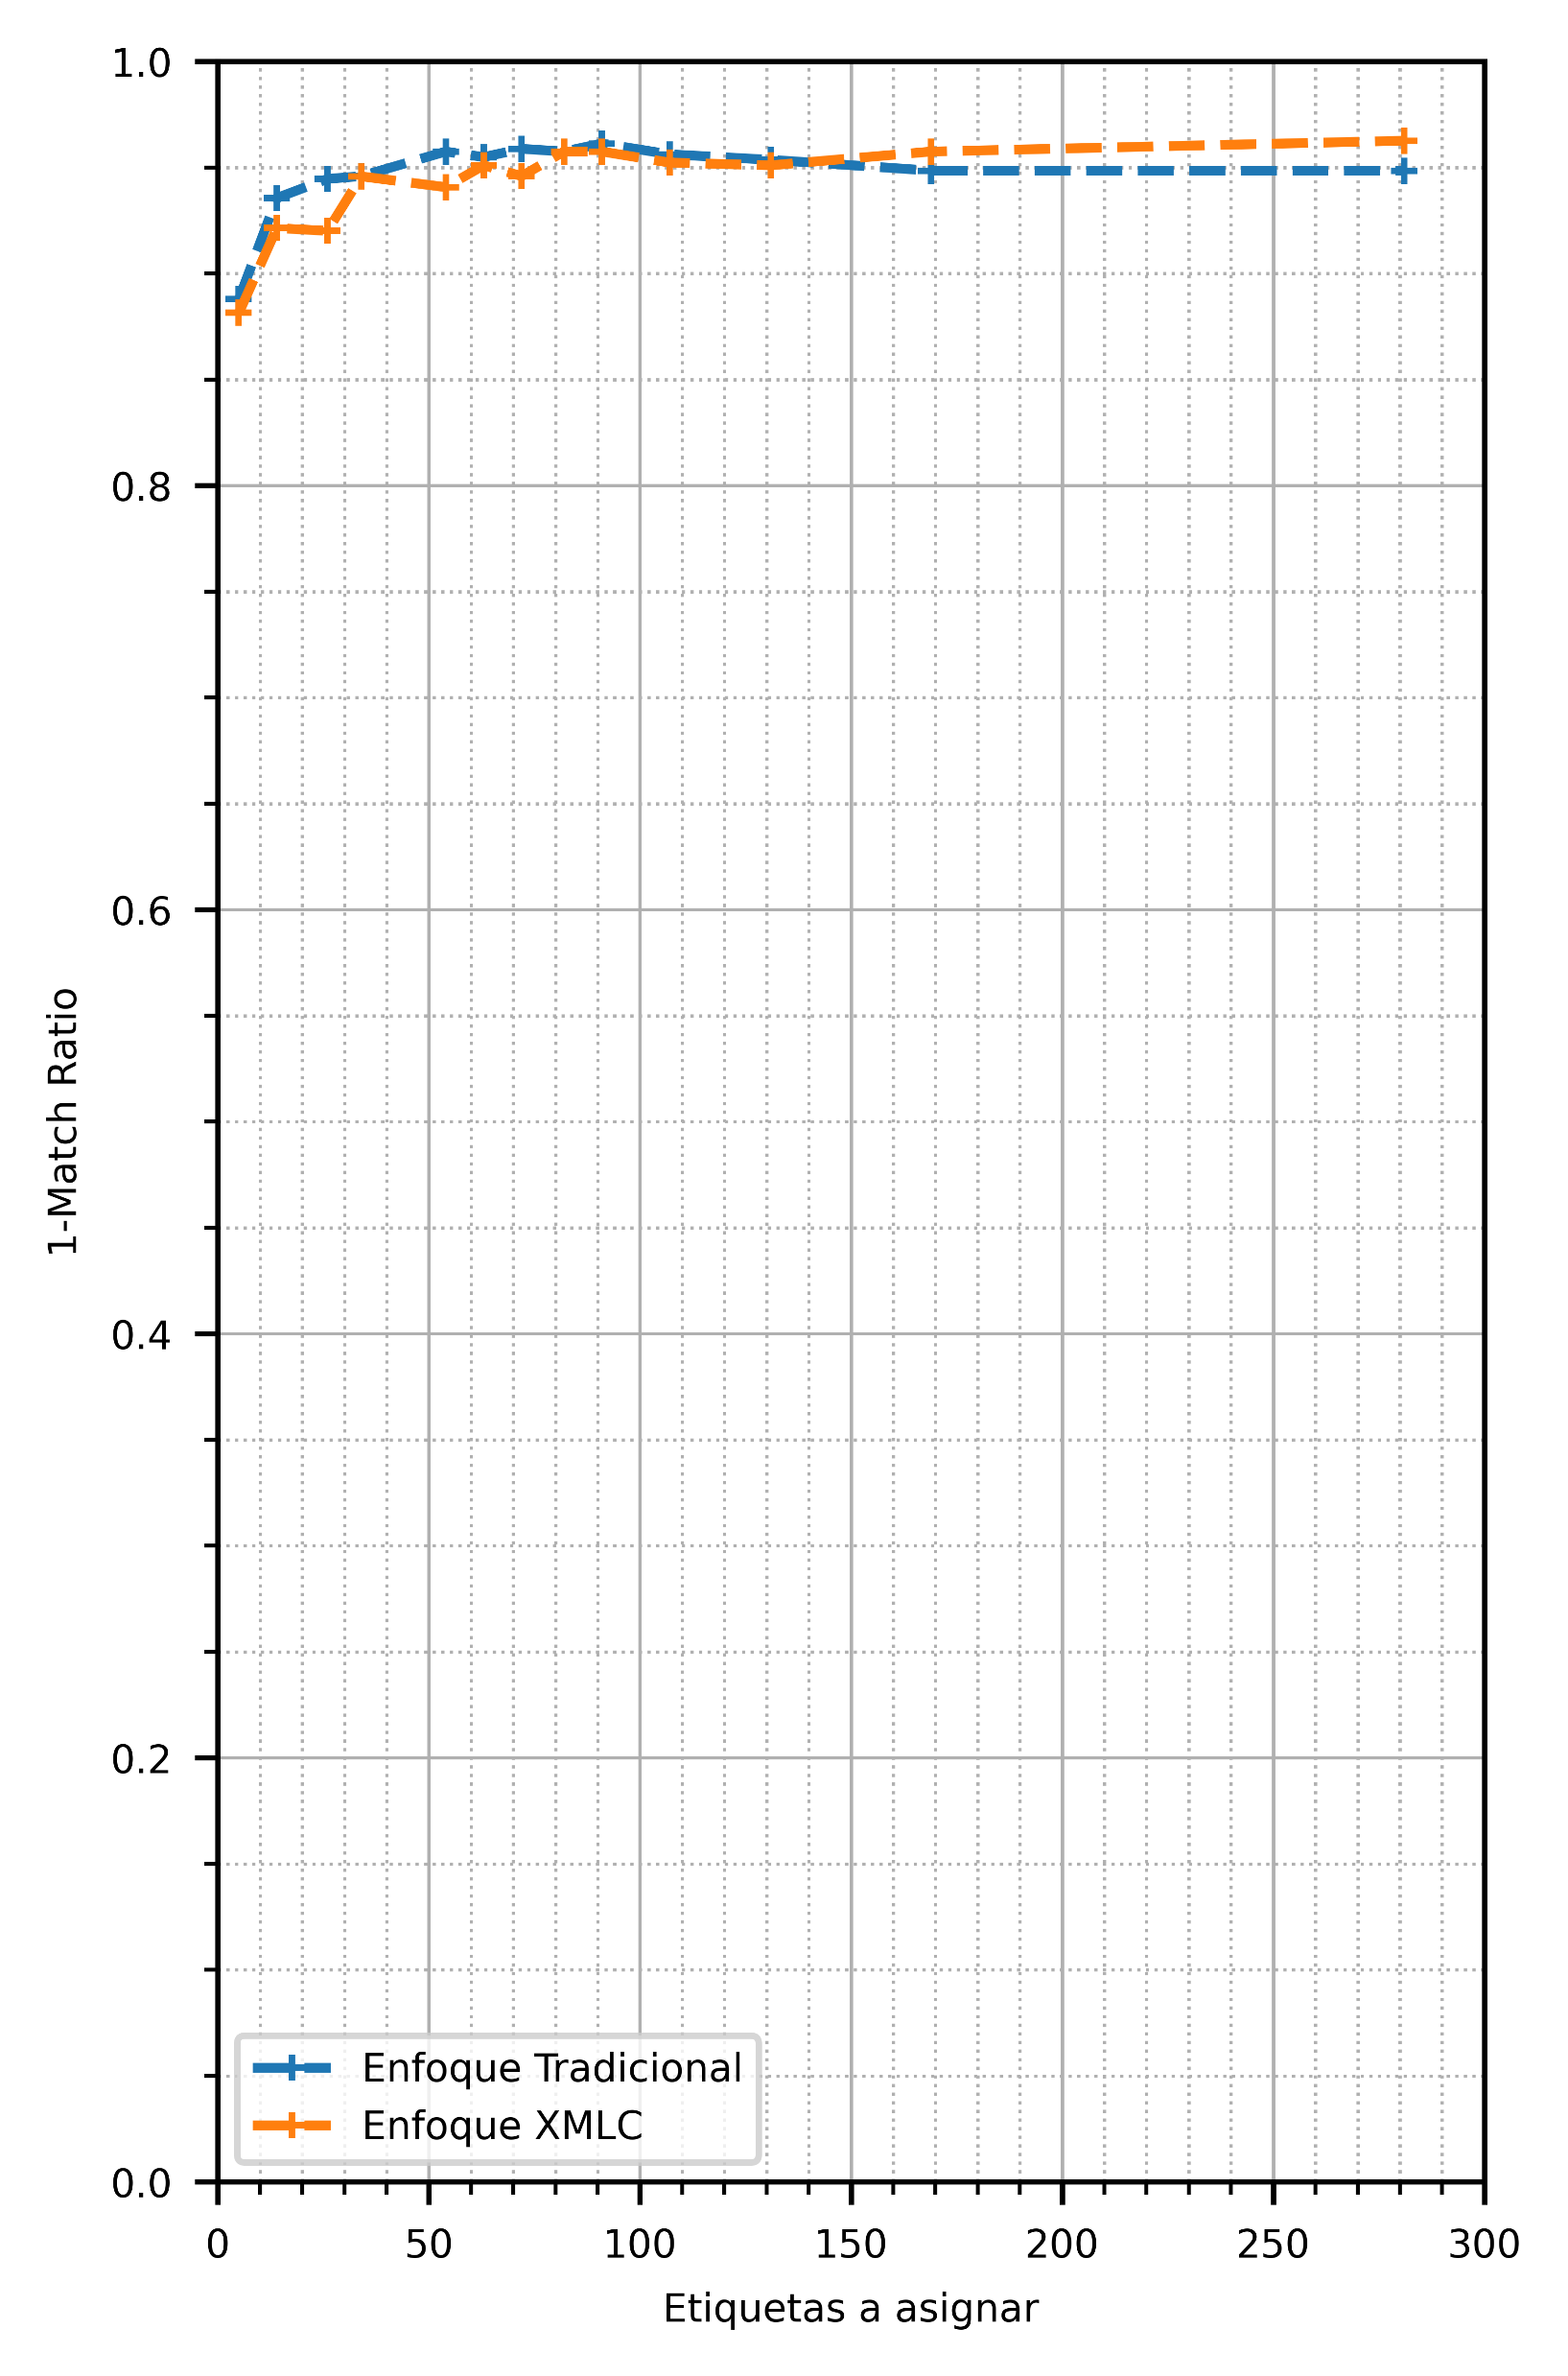 1.0
0.8
0.6
0.4
0.2
0.0
1-Match Ratio
Enfoque Tradicional
Enfoque XMLC
0 50 100 150 200 250 300
Etiquetas a asignar